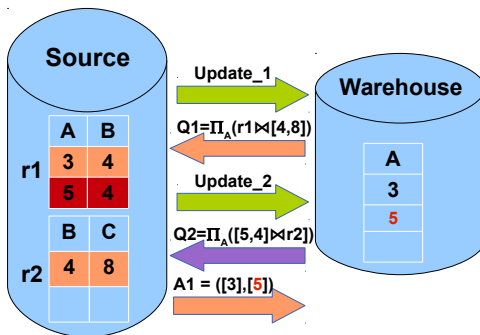 Source
A B
r1
3 4
5 4
B C
r2
4 8
Update_1
Q1=Π_A(r1⋈[4,8])
Update_2
Q2=Π_A([5,4]⋈r2])
A1 = ([3],[5])
Warehouse
A
3
5